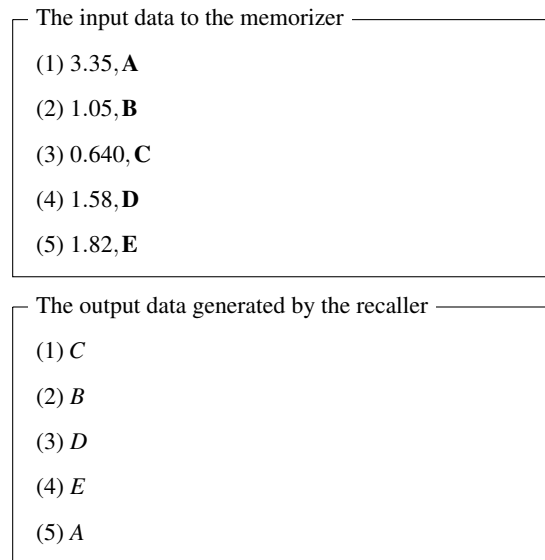 The input data to the memorizer
(1) 3.35, A
(2) 1.05, B
(3) 0.640, C
(4) 1.58, D
(5) 1.82, E
The output data generated by the recaller
(1) C
(2) B
(3) D
(4) E
(5) A